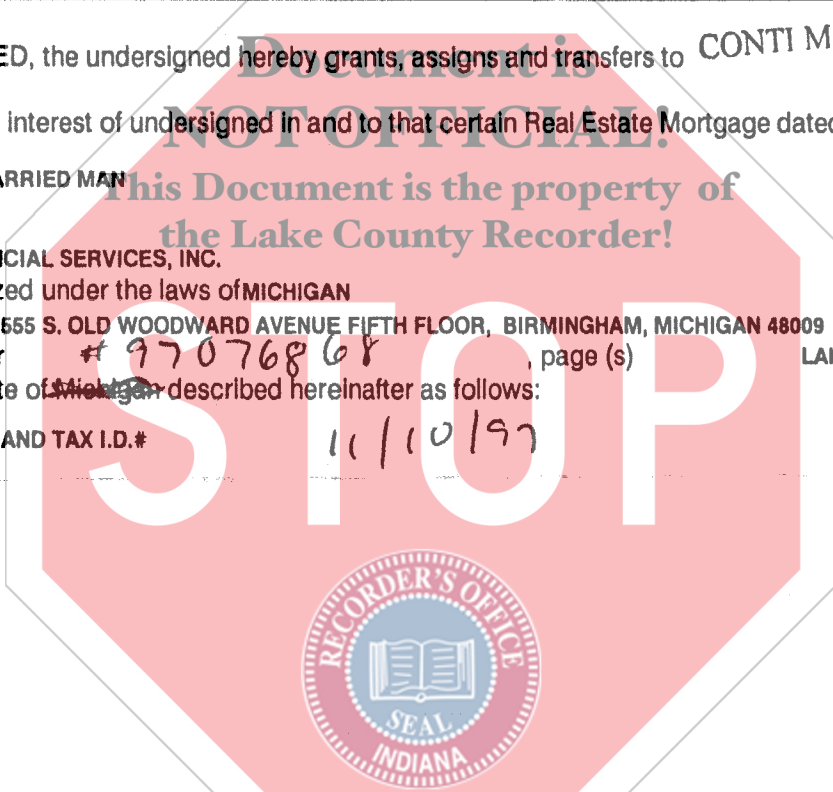 ED, the undersigned hereby grants, assigns and transfers to CONTI M
Document is
interest of undersigned in and to that certain Real Estate Mortgage dated
NOT OFFICIAL!
ARRIED MAN
This Document is the property of
the Lake County Recorder!
CIAL SERVICES, INC.
zed under the laws of MICHIGAN
555 S. OLD WOODWARD AVENUE FIFTH FLOOR, BIRMINGHAM, MICHIGAN 48009
# 97076868 , page (s) LA
te of Michigan described hereinafter as follows:
AND TAX I.D.# 11/10/97
STOP
RECORDER'S OFFICE
SEAL
INDIANA